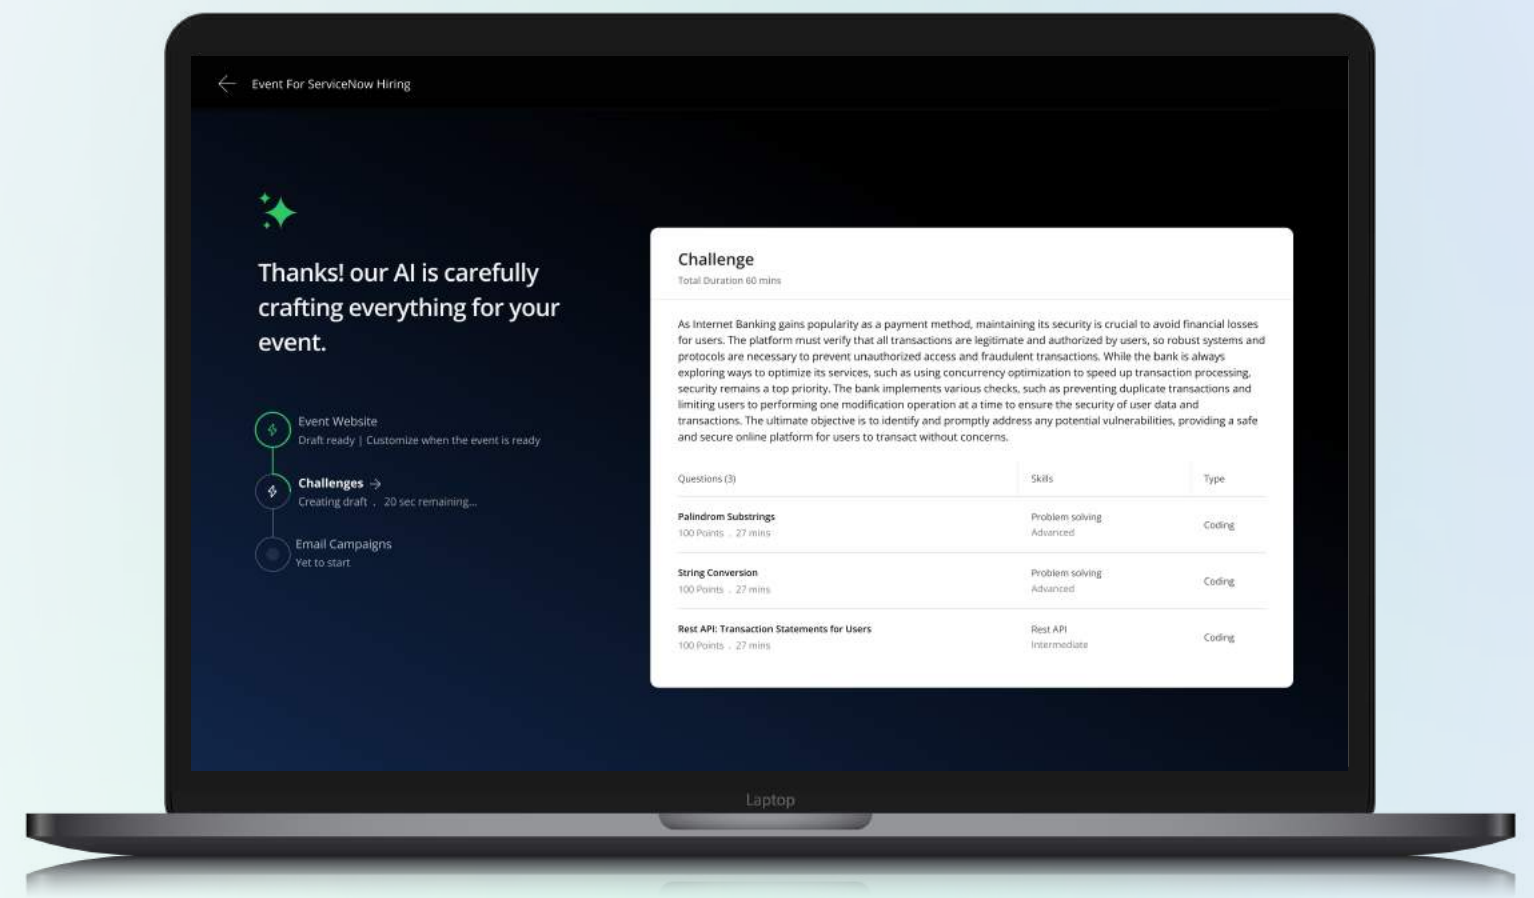 Event For ServiceNow Hiring
Thanks! our AI is carefully
crafting everything for your
event.
Event Website
Draft ready | Customize when the event is ready
Challenges →
Creating draft . 20 sec remaining...
Email Campaigns
Yet to start
Challenge
Total Duration 60 mins
As Internet Banking gains popularity as a payment method, maintaining its security is crucial to avoid financial losses
for users. The platform must verify that all transactions are legitimate and authorized by users, so robust systems and
protocols are necessary to prevent unauthorized access and fraudulent transactions. While the bank is always
exploring ways to optimize its services, such as using concurrency optimization to speed up transaction processing,
security remains a top priority. The bank implements various checks, such as preventing duplicate transactions and
limiting users to performing one modification operation at a time to ensure the security of user data and
transactions. The ultimate objective is to identify and promptly address any potential vulnerabilities, providing a safe
and secure online platform for users to transact without concerns.
Questions (3) Skills Type
Palindrom Substrings Problem solving Coding
100 Points . 27 mins Advanced
String Conversion Problem solving Coding
100 Points . 27 mins Advanced
Rest API: Transaction Statements for Users Rest API Coding
100 Points . 27 mins Intermediate
Laptop